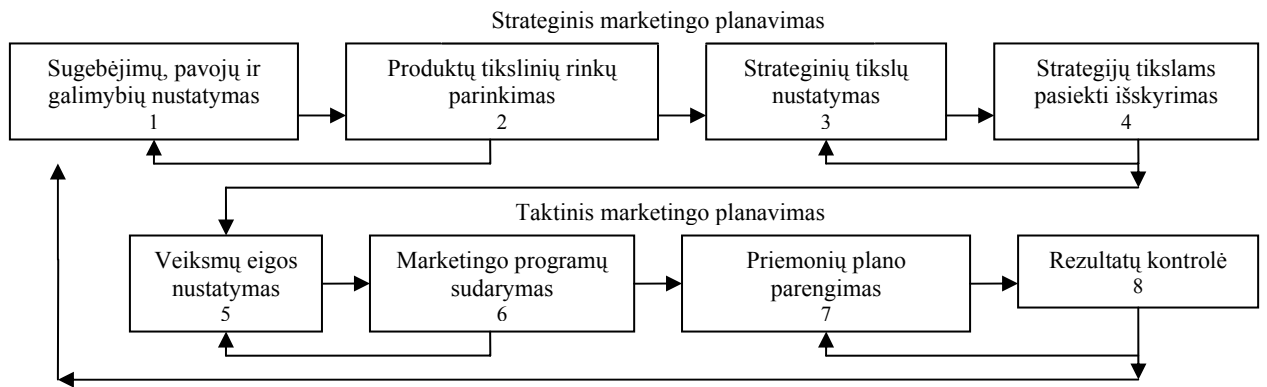 Strateginis marketingo planavimas
Sugebėjimų, pavojų ir
galimybių nustatymas
1
Produktų tikslinių rinkų
parinkimas
2
Strateginių tikslų
nustatymas
3
Strategijų tikslams
pasiekti išskyrimas
4
Taktinis marketingo planavimas
Veiksmų eigos
nustatymas
5
Marketingo programų
sudarymas
6
Priemonių plano
parengimas
7
Rezultatų kontrolė
8